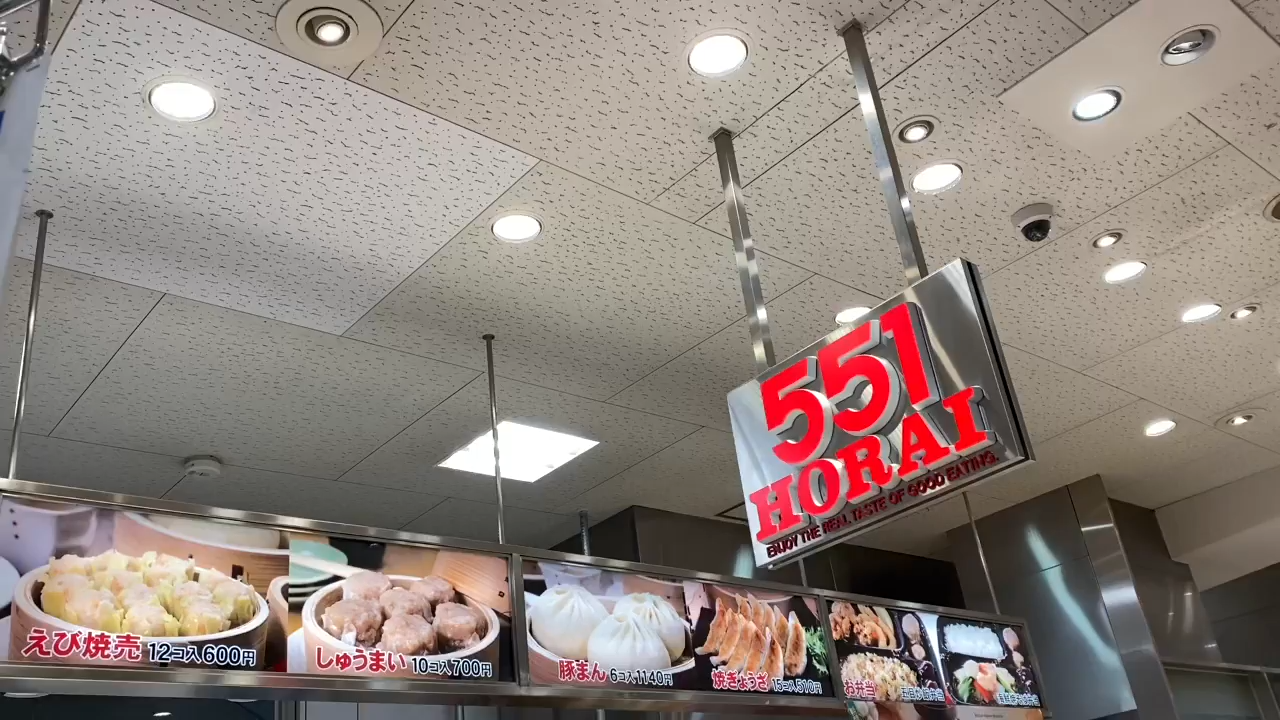 551
HORAI
ENJOY THE REAL TASTE OF GOOD EATING.
えび焼売 12コ入600円
しゅうまい 10コ入700円
豚まん 6コ入1140円
焼ぎょうざ 15コ入510円
お弁当